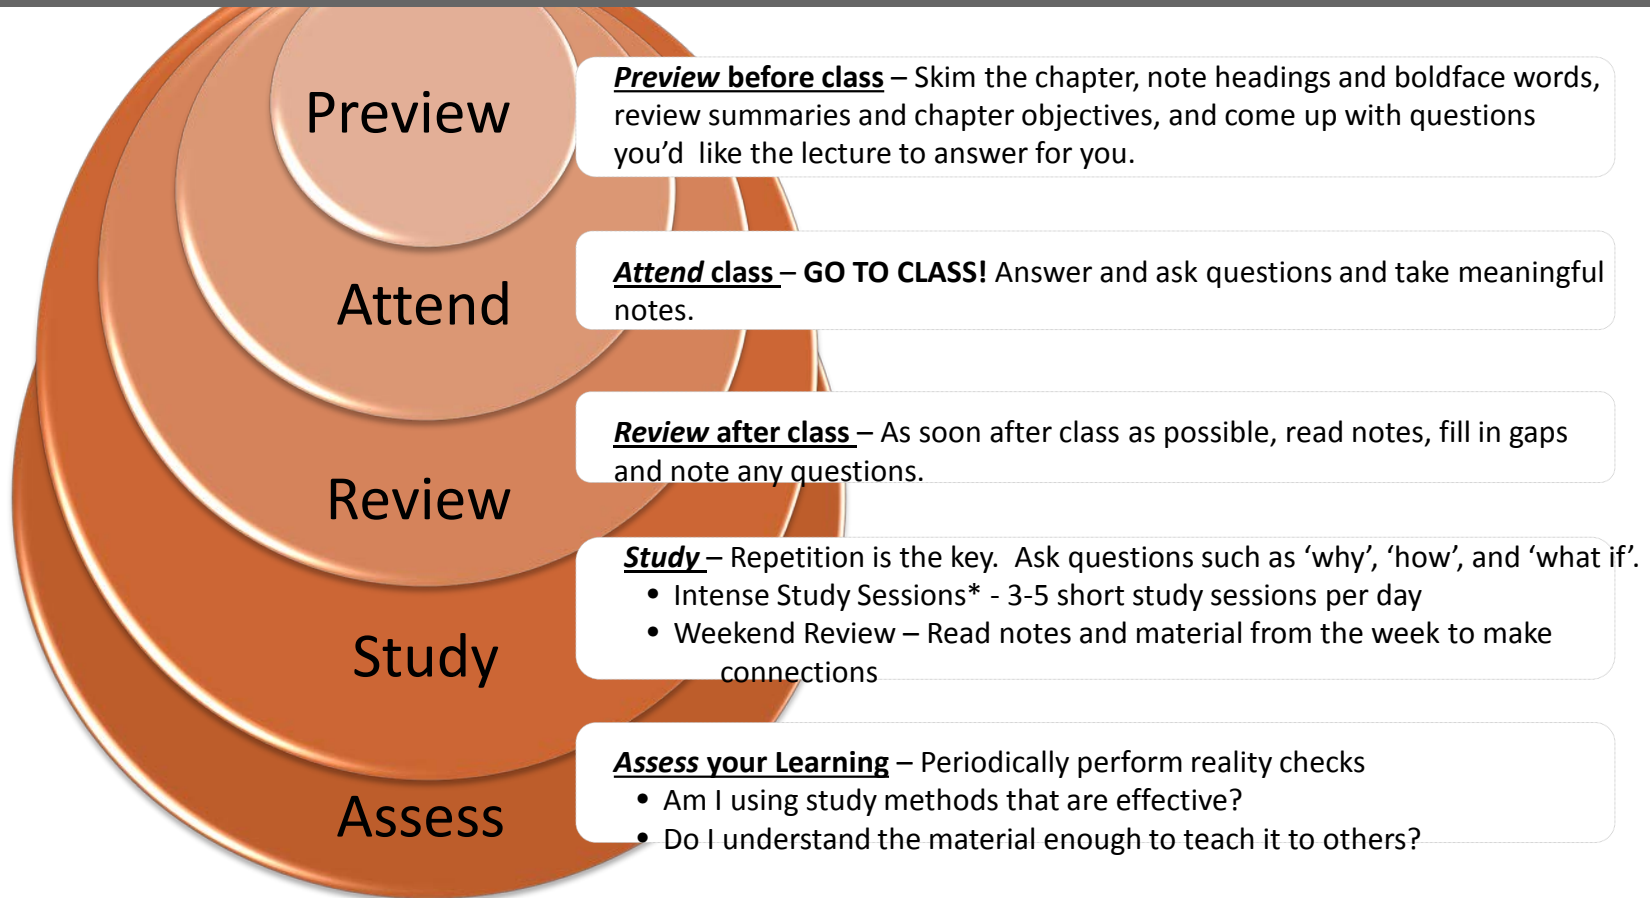 Preview
Preview before class – Skim the chapter, note headings and boldface words,
review summaries and chapter objectives, and come up with questions
you’d  like the lecture to answer for you.
Attend
Attend class – GO TO CLASS! Answer and ask questions and take meaningful
notes.
Review
Review after class – As soon after class as possible, read notes, fill in gaps
and note any questions.
Study
Study – Repetition is the key.  Ask questions such as ‘why’, ‘how’, and ‘what if’.
• Intense Study Sessions* - 3-5 short study sessions per day
• Weekend Review – Read notes and material from the week to make
connections
Assess
Assess your Learning – Periodically perform reality checks
• Am I using study methods that are effective?
• Do I understand the material enough to teach it to others?